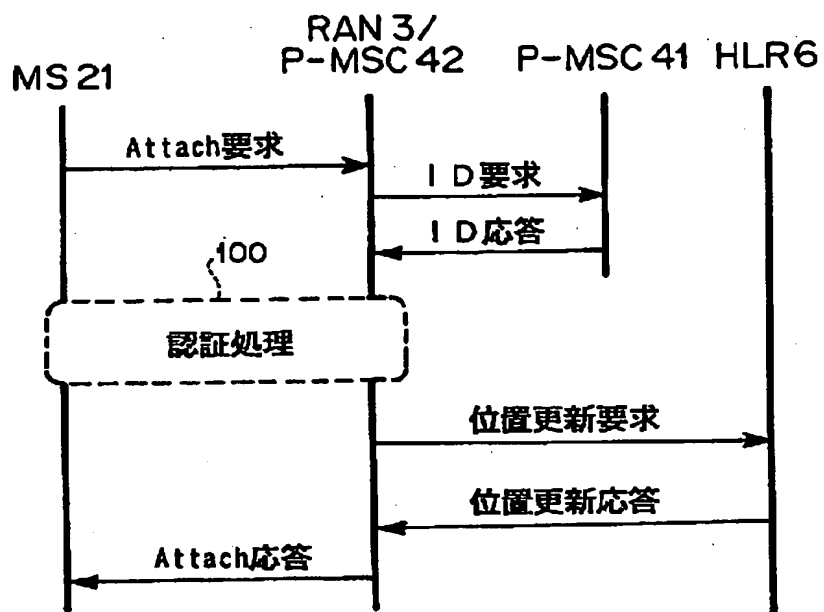 MS 21
RAN 3/
P-MSC 42
P-MSC 41
HLR 6
Attach要求
ID要求
ID応答
100
認証処理
位置更新要求
位置更新応答
Attach応答